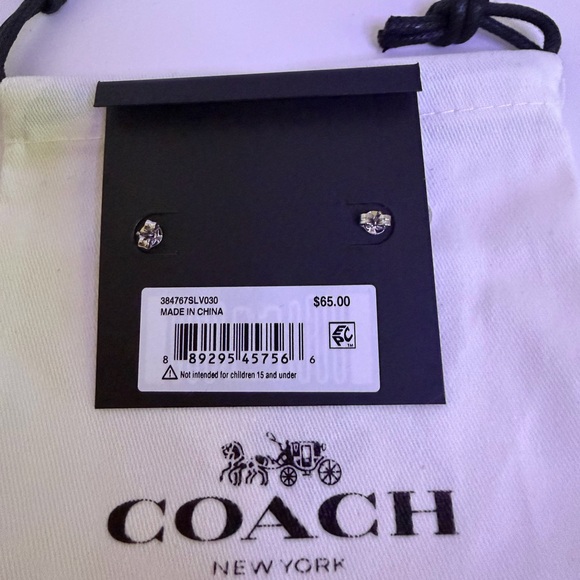 384767SLV030 $65.00
MADE IN CHINA
EPC™
8 89295 45756 6
Not intended for children 15 and under
COACH
NEW YORK